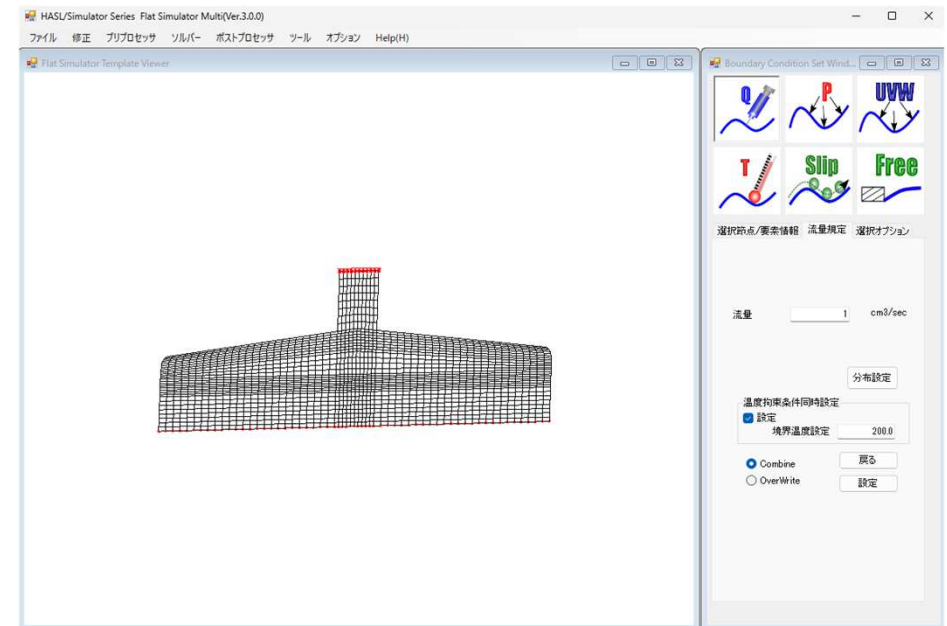 HASL/Simulator Series Flat Simulator Multi(Ver.3.0.0)
ファイル 修正 プリプロセッサ ソルバー ポストプロセッサ ツール オプション Help(H)
Flat Simulator Template Viewer
Boundary Condition Set Wind...
Q P UVW
T Slip Free
選択節点/要素情報 流量規定 選択オプション
流量 1 cm3/sec
分布設定
温度拘束条件同時設定
設定
境界温度設定 200.0
Combine 戻る
OverWrite 設定